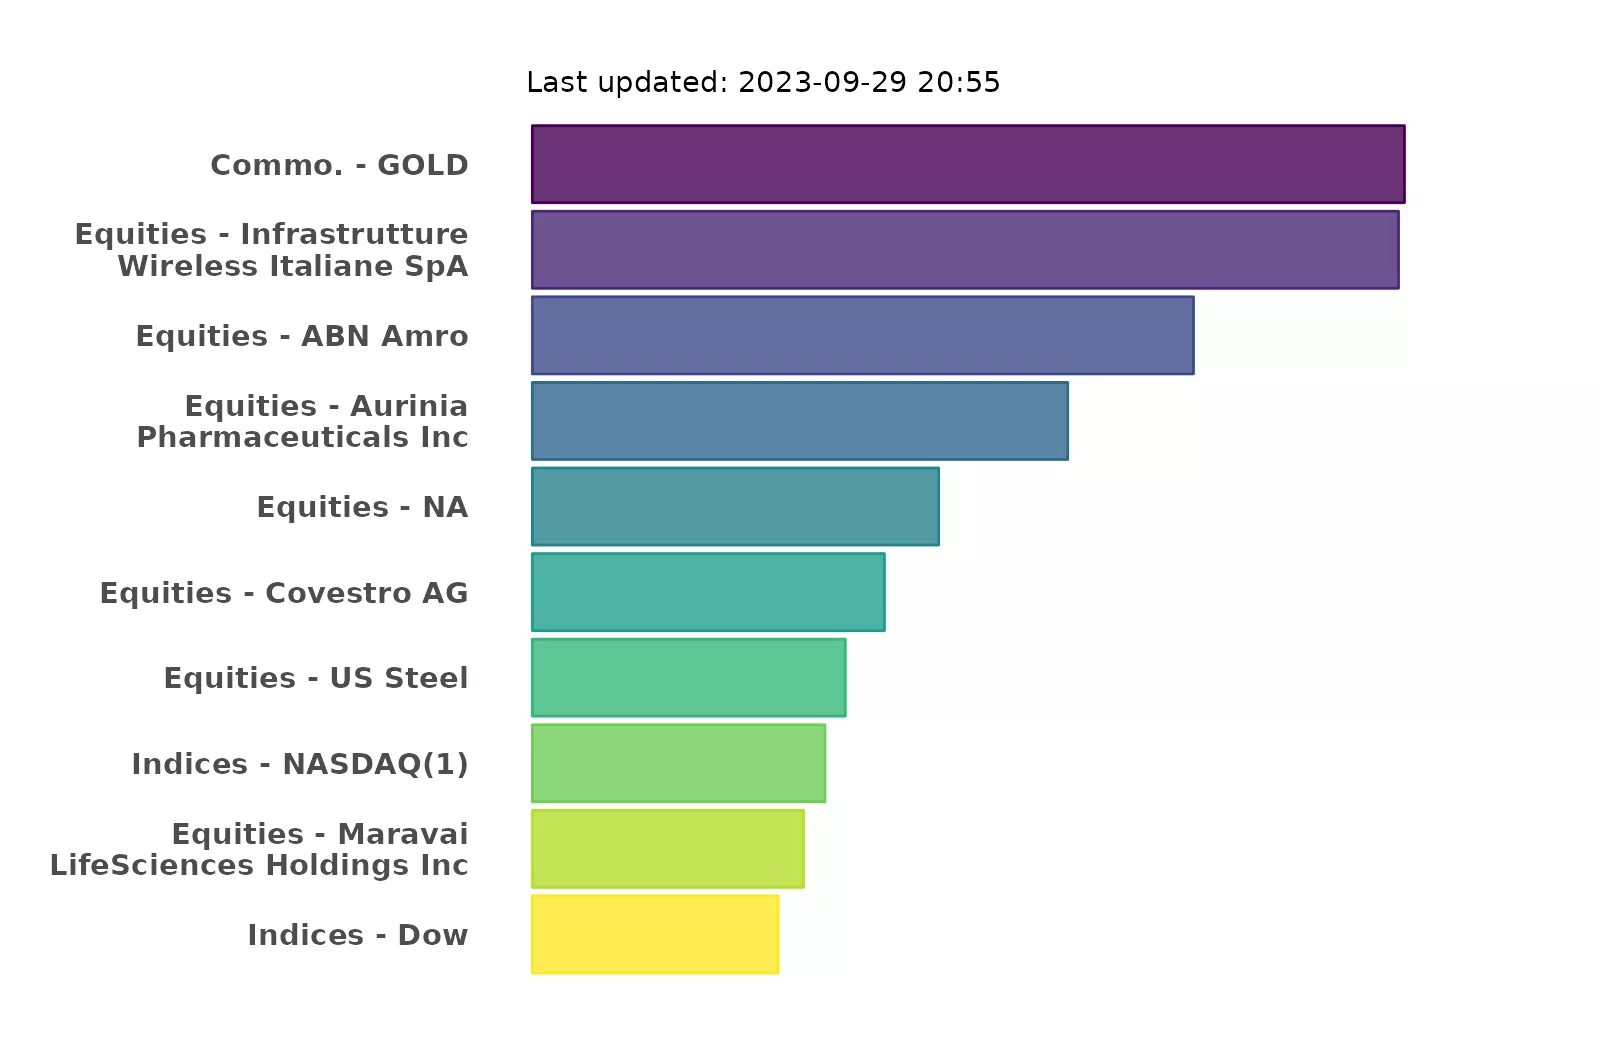 Last updated: 2023-09-29 20:55
Commo. - GOLD
Equities - Infrastrutture
Wireless Italiane SpA
Equities - ABN Amro
Equities - Aurinia
Pharmaceuticals Inc
Equities - NA
Equities - Covestro AG
Equities - US Steel
Indices - NASDAQ(1)
Equities - Maravai
LifeSciences Holdings Inc
Indices - Dow